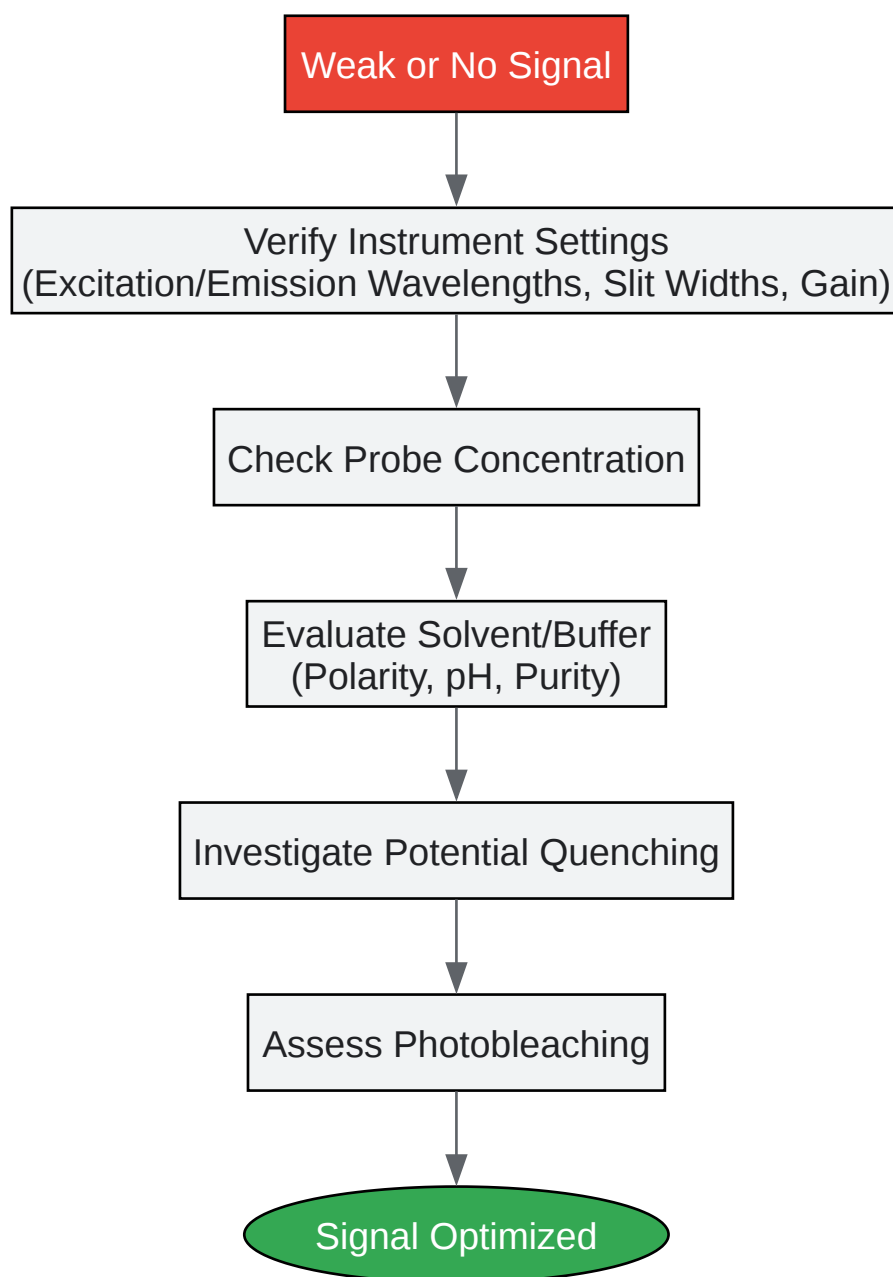 Weak or No Signal
Verify Instrument Settings
(Excitation/Emission Wavelengths, Slit Widths, Gain)
Check Probe Concentration
Evaluate Solvent/Buffer
(Polarity, pH, Purity)
Investigate Potential Quenching
Assess Photobleaching
Signal Optimized